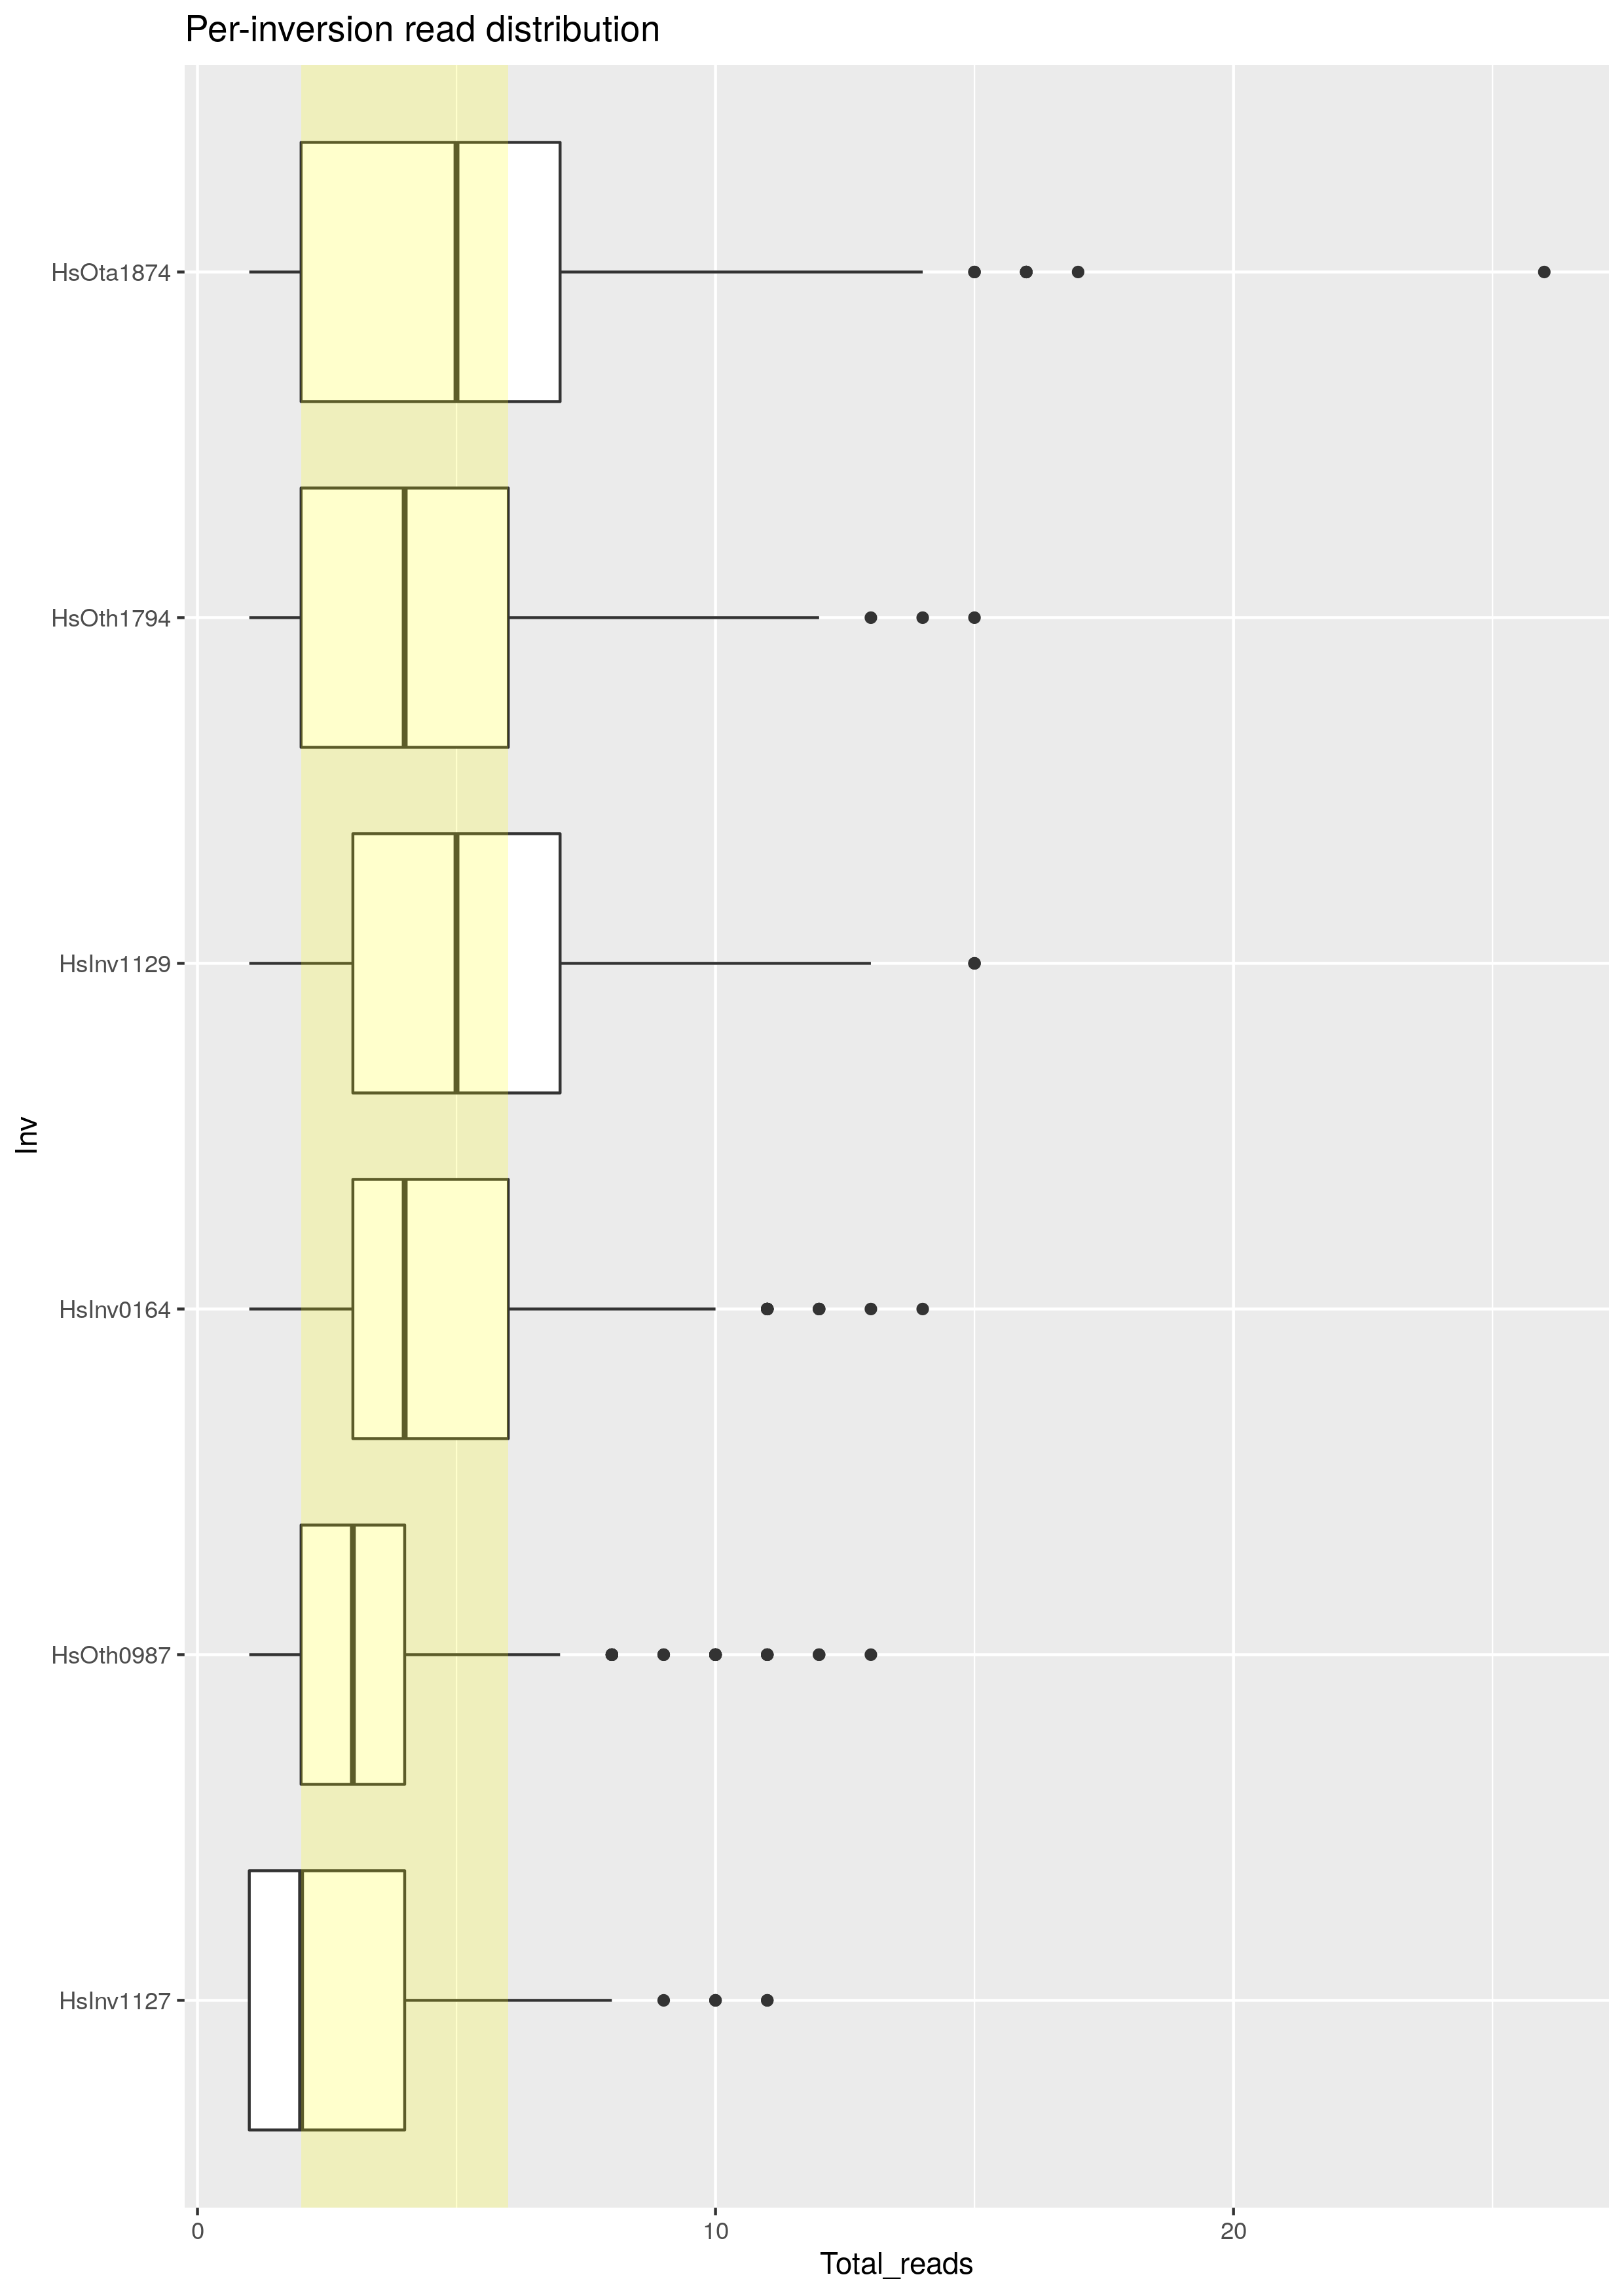 Per-inversion read distribution
HsOta1874
HsOth1794
HsInv1129
Inv
HsInv0164
HsOth0987
HsInv1127
0 10 20
Total_reads